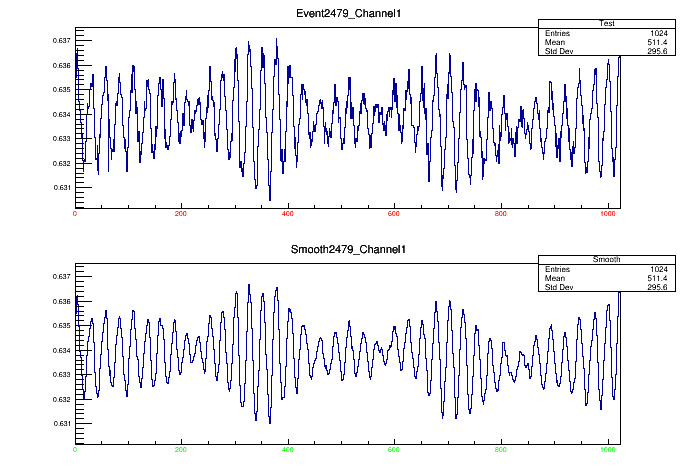 Event2479_Channel1
Test
Entries 1024
Mean 511.4
Std Dev 295.6
0.637
0.636
0.635
0.634
0.633
0.632
0.631
0 200 400 600 800 1000
Smooth2479_Channel1
Smooth
Entries 1024
Mean 511.4
Std Dev 295.6
0.637
0.636
0.635
0.634
0.633
0.632
0.631
0 200 400 600 800 1000